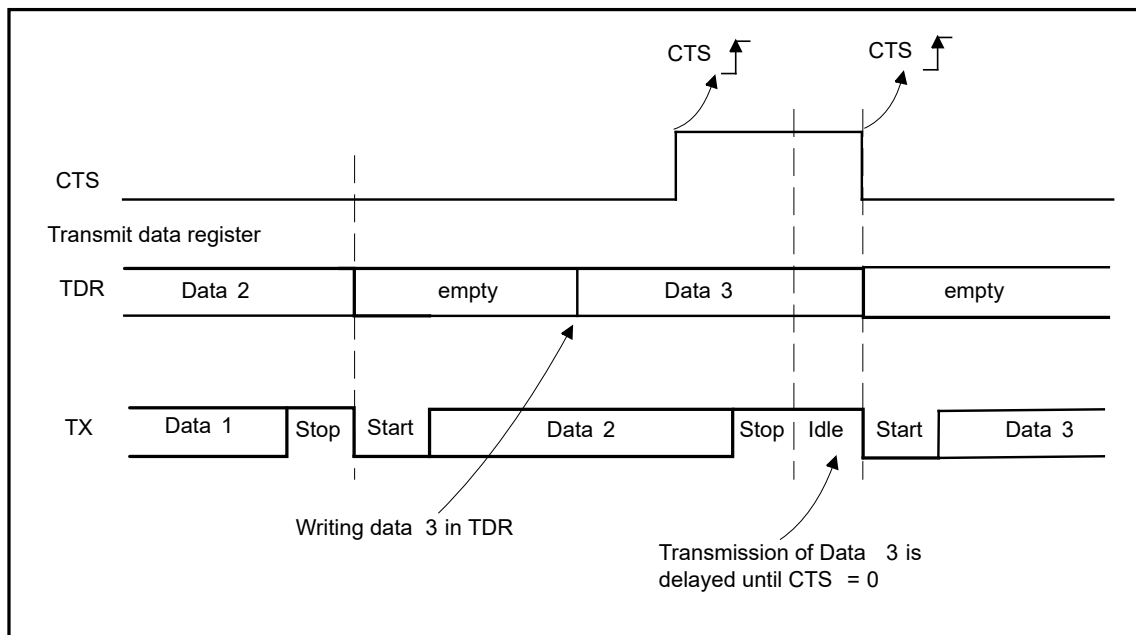 CTS
CTS
CTS
Transmit data register
TDR
Data 2
empty
Data 3
empty
TX
Data 1
Stop
Start
Data 2
Stop
Idle
Start
Data 3
Writing data 3 in TDR
Transmission of Data 3 is
delayed until CTS = 0